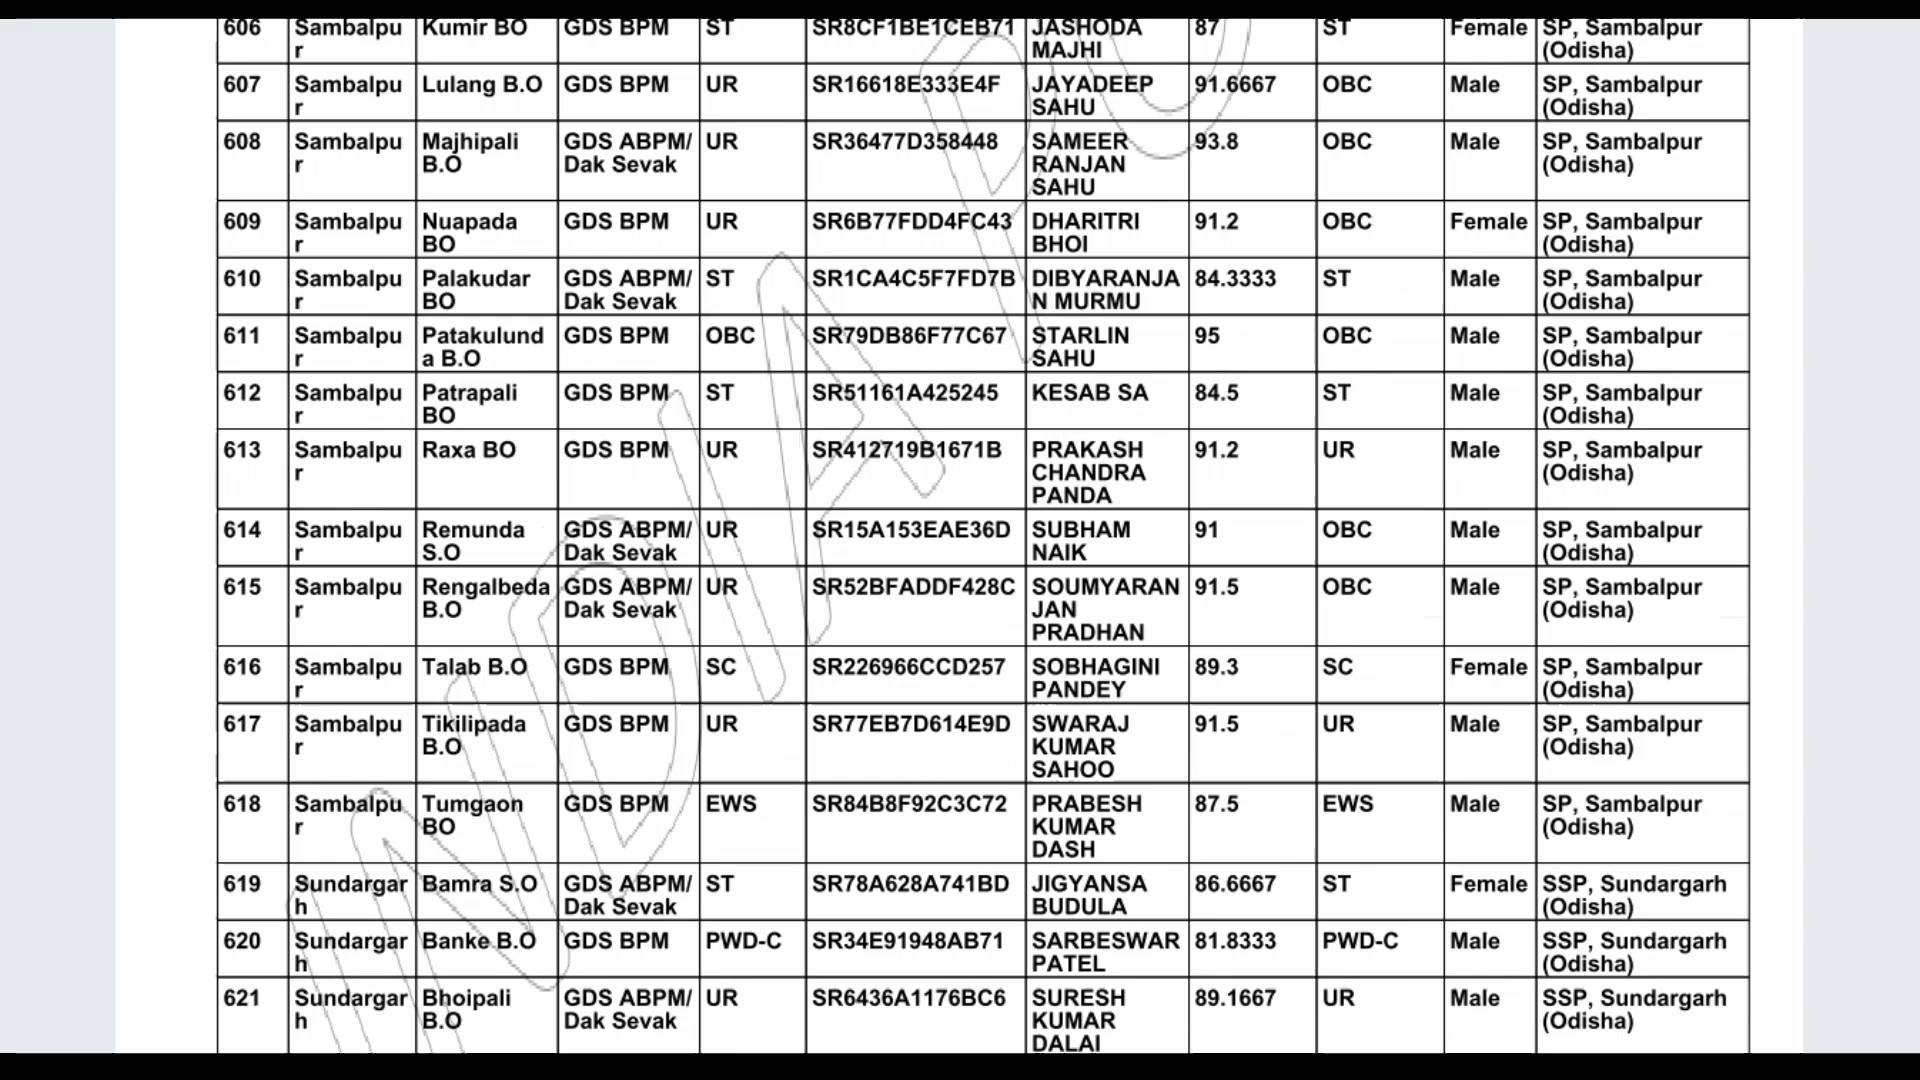 606 Sambalpu Kumir BO GDS BPM ST SR8CF1BE1CEB71 JASHODA 87 ST Female SP, Sambalpur
r MAJHI (Odisha)
607 Sambalpu Lulang B.O GDS BPM UR SR16618E333E4F JAYADEEP 91.6667 OBC Male SP, Sambalpur
r SAHU (Odisha)
608 Sambalpu Majhipali GDS ABPM/ UR SR36477D358448 SAMEER 93.8 OBC Male SP, Sambalpur
r B.O Dak Sevak RANJAN (Odisha)
SAHU
609 Sambalpu Nuapada GDS BPM UR SR6B77FDD4FC43 DHARITRI 91.2 OBC Female SP, Sambalpur
r BO BHOI (Odisha)
610 Sambalpu Palakudar GDS ABPM/ ST SR1CA4C5F7FD7B DIBYARANJA 84.3333 ST Male SP, Sambalpur
r BO Dak Sevak N MURMU (Odisha)
611 Sambalpu Patakulund GDS BPM OBC SR79DB86F77C67 STARLIN 95 OBC Male SP, Sambalpur
r a B.O SAHU (Odisha)
612 Sambalpu Patrapali GDS BPM ST SR51161A425245 KESAB SA 84.5 ST Male SP, Sambalpur
r BO (Odisha)
613 Sambalpu Raxa BO GDS BPM UR SR412719B1671B PRAKASH 91.2 UR Male SP, Sambalpur
r CHANDRA (Odisha)
PANDA
614 Sambalpu Remunda GDS ABPM/ UR SR15A153EAE36D SUBHAM 91 OBC Male SP, Sambalpur
r S.O Dak Sevak NAIK (Odisha)
615 Sambalpu Rengalbeda GDS ABPM/ UR SR52BFADDF428C SOUMYARAN 91.5 OBC Male SP, Sambalpur
r B.O Dak Sevak JAN (Odisha)
PRADHAN
616 Sambalpu Talab B.O GDS BPM SC SR226966CCD257 SOBHAGINI 89.3 SC Female SP, Sambalpur
r PANDEY (Odisha)
617 Sambalpu Tikilipada GDS BPM UR SR77EB7D614E9D SWARAJ 91.5 UR Male SP, Sambalpur
r B.O KUMAR (Odisha)
SAHOO
618 Sambalpu Tumgaon GDS BPM EWS SR84B8F92C3C72 PRABESH 87.5 EWS Male SP, Sambalpur
r BO KUMAR (Odisha)
DASH
619 Sundargar Bamra S.O GDS ABPM/ ST SR78A628A741BD JIGYANSA 86.6667 ST Female SSP, Sundargarh
h Dak Sevak BUDULA (Odisha)
620 Sundargar Banke B.O GDS BPM PWD-C SR34E91948AB71 SARBESWAR 81.8333 PWD-C Male SSP, Sundargarh
h PATEL (Odisha)
621 Sundargar Bhoipali GDS ABPM/ UR SR6436A1176BC6 SURESH 89.1667 UR Male SSP, Sundargarh
h B.O Dak Sevak KUMAR (Odisha)
DALAI